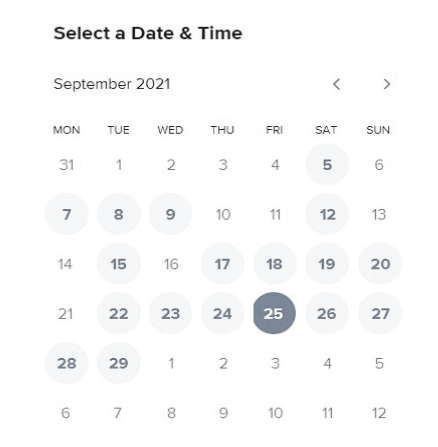 Select a Date & Time
September 2021
MON TUE WED THU FRI SAT SUN
31 1 2 3 4 5 6
7 8 9 10 11 12 13
14 15 16 17 18 19 20
21 22 23 24 25 26 27
28 29 1 2 3 4 5
6 7 8 9 10 11 12